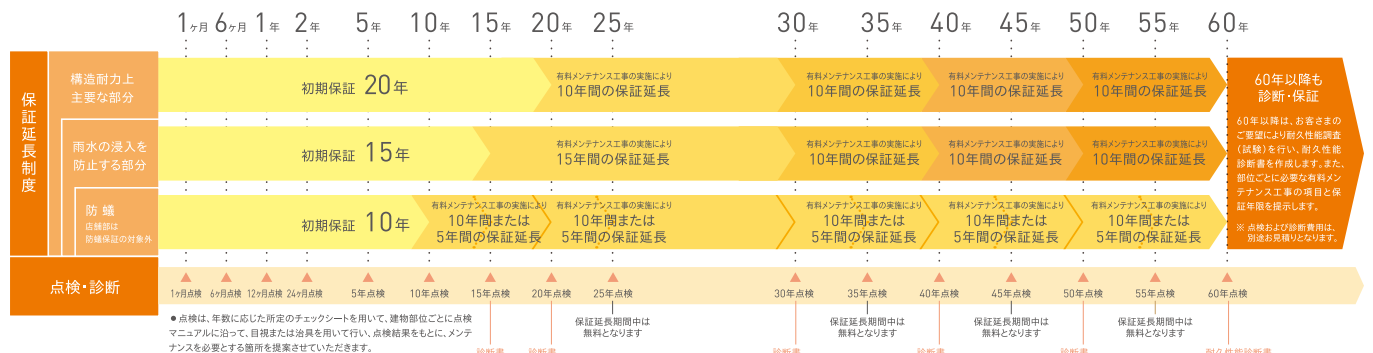 1ヶ月 6ヶ月 1年 2年 5年 10年 15年 20年 25年 30年 35年 40年 45年 50年 55年 60年
保証延長制度
構造耐力上
主要な部分
初期保証 20年
有料メンテナンス工事の実施により
10年間の保証延長
有料メンテナンス工事の実施により
10年間の保証延長
有料メンテナンス工事の実施により
10年間の保証延長
有料メンテナンス工事の実施により
10年間の保証延長
雨水の浸入を
防止する部分
初期保証 15年
有料メンテナンス工事の実施により
15年間の保証延長
有料メンテナンス工事の実施により
10年間の保証延長
有料メンテナンス工事の実施により
10年間の保証延長
有料メンテナンス工事の実施により
10年間の保証延長
防蟻
店舗部は
防蟻保証の対象外
初期保証 10年
有料メンテナンス工事の実施により
10年間または
5年間の保証延長
有料メンテナンス工事の実施により
10年間または
5年間の保証延長
有料メンテナンス工事の実施により
10年間または
5年間の保証延長
有料メンテナンス工事の実施により
10年間または
5年間の保証延長
有料メンテナンス工事の実施により
10年間または
5年間の保証延長
60年以降も
診断・保証
60年以降は、お客さまの
ご要望により耐久性能調査
(試験)を行い、耐久性能
診断書を作成します。また、
部位ごとに必要な有料メン
テナンス工事の項目と保
証年限を提示します。
※ 点検および診断費用は、
別途お見積りとなります。
点検・診断
1ヶ月点検 6ヶ月点検 12ヶ月点検 24ヶ月点検 5年点検 10年点検 15年点検 20年点検 25年点検 30年点検 35年点検 40年点検 45年点検 50年点検 55年点検 60年点検
● 点検は、年数に応じた所定のチェックシートを用いて、建物部位ごとに点検
マニュアルに沿って、目視または治具を用いて行い、点検結果をもとに、メンテ
ナンスを必要とする箇所を提案させていただきます。
保証延長期間中は
無料となります
保証延長期間中は
無料となります
保証延長期間中は
無料となります
保証延長期間中は
無料となります
診断書 診断書 診断書 診断書 診断書 耐久性能診断書